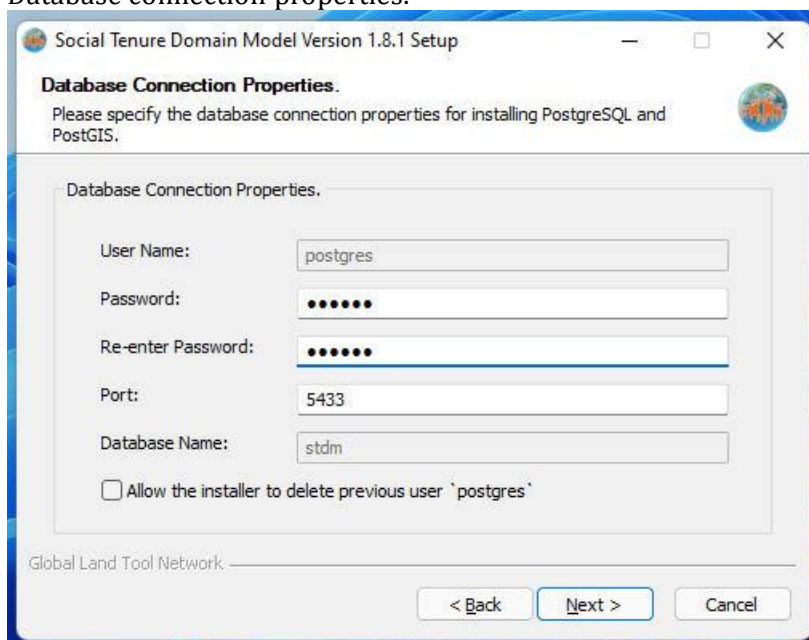 Database connection properties.
Social Tenure Domain Model Version 1.8.1 Setup
Database Connection Properties.
Please specify the database connection properties for installing PostgreSQL and
PostGIS.
Database Connection Properties.
User Name:
postgres
Password:
••••••
Re-enter Password:
••••••
Port:
5433
Database Name:
stdm
Allow the installer to delete previous user `postgres`
Global Land Tool Network
< Back
Next >
Cancel